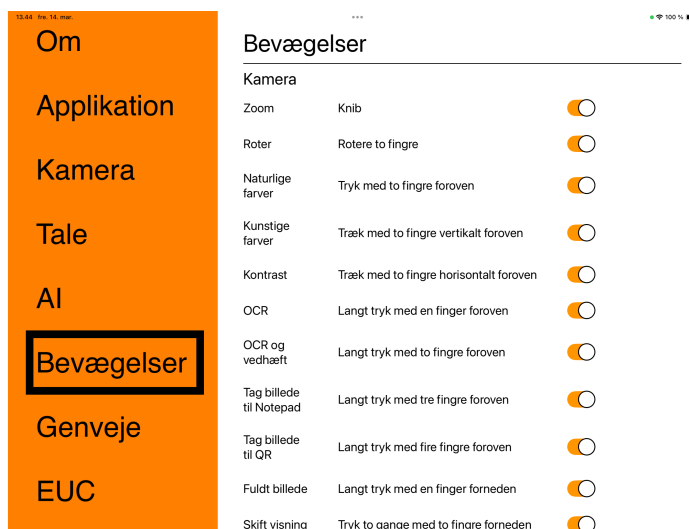 13.44 fre. 14. mar.
100 %
Om
Applikation
Kamera
Tale
AI
Bevægelser
Genveje
EUC
Bevægelser
Kamera
Zoom Knib
Roter Rotere to fingre
Naturlige
farver
Tryk med to fingre foroven
Kunstige
farver
Træk med to fingre vertikalt foroven
Kontrast Træk med to fingre horisontalt foroven
OCR Langt tryk med en finger foroven
OCR og
vedhæft
Langt tryk med to fingre foroven
Tag billede
til Notepad
Langt tryk med tre fingre foroven
Tag billede
til QR
Langt tryk med fire fingre foroven
Fuldt billede Langt tryk med en finger forneden
Skift visning Tryk to gange med to fingre forneden